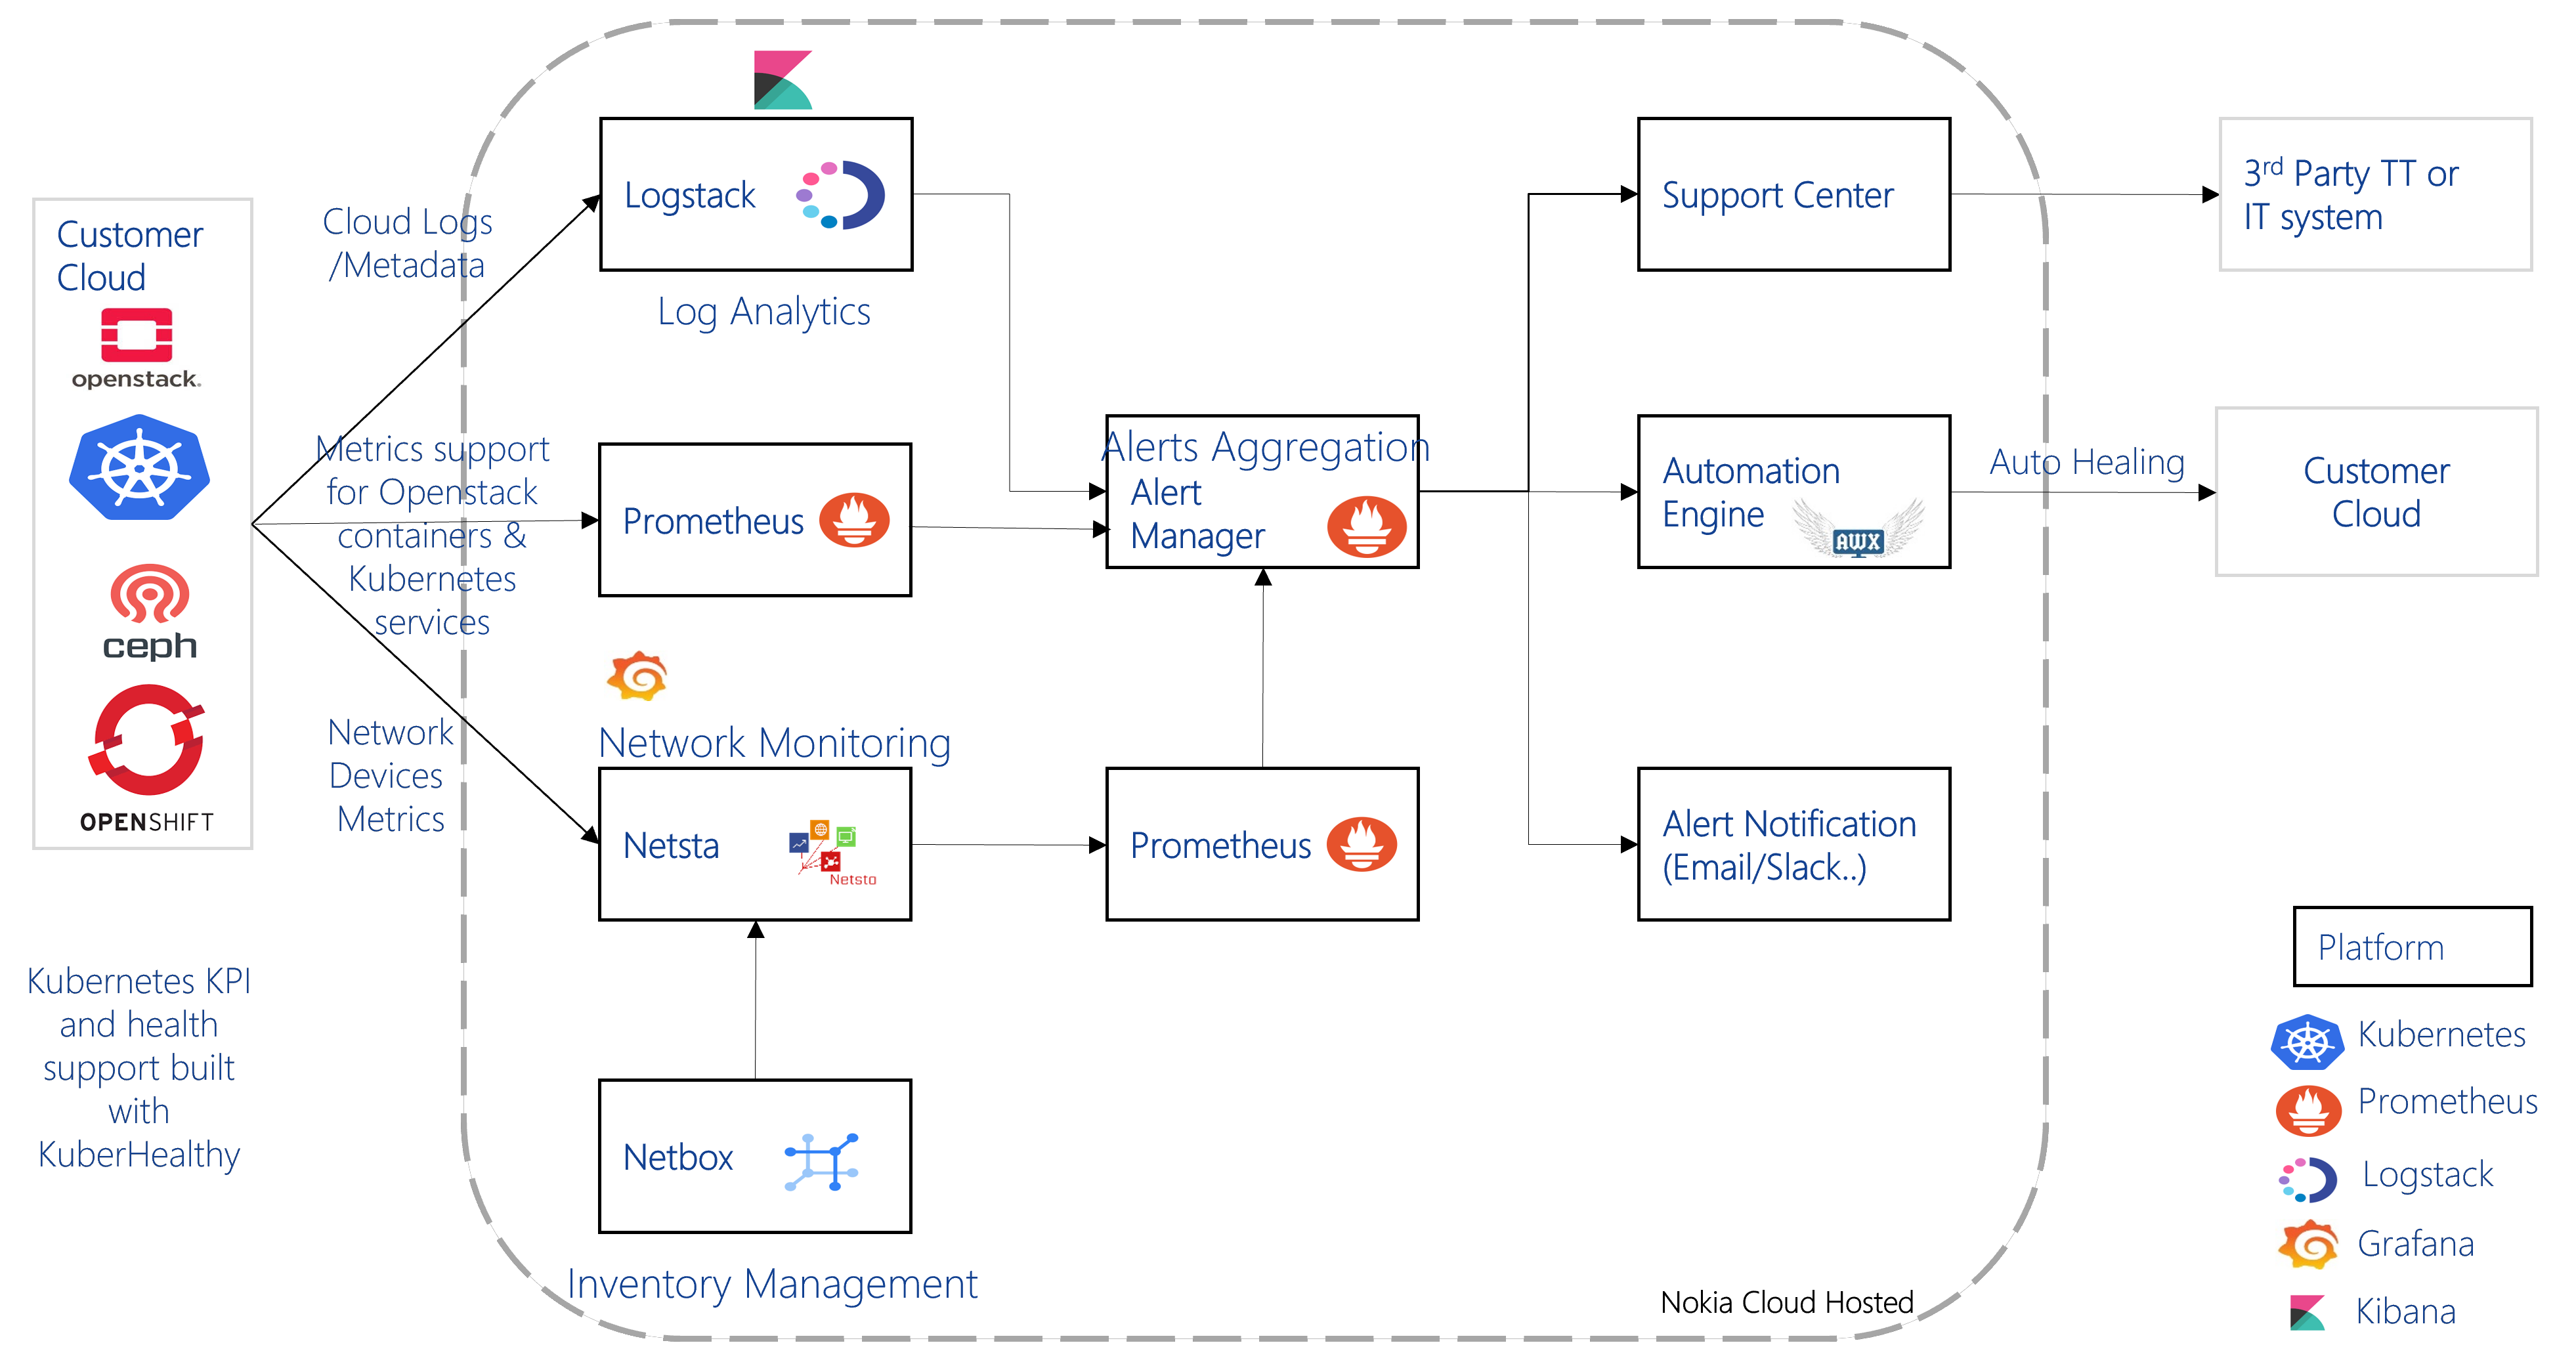 Customer
Cloud
openstack.
ceph
OPENSHIFT
Kubernetes KPI
and health
support built
with
KuberHealthy
Cloud Logs
/Metadata
Metrics support
for Openstack
containers &
Kubernetes
services
Network
Devices
Metrics
Logstack
Log Analytics
Prometheus
Network Monitoring
Netsta
Netsta
Netbox
Inventory Management
Alerts Aggregation
Alert
Manager
Prometheus
Support Center
Automation
Engine
AWX
Alert Notification
(Email/Slack..)
Nokia Cloud Hosted
Auto Healing
3rd Party TT or
IT system
Customer
Cloud
Platform
Kubernetes
Prometheus
Logstack
Grafana
Kibana